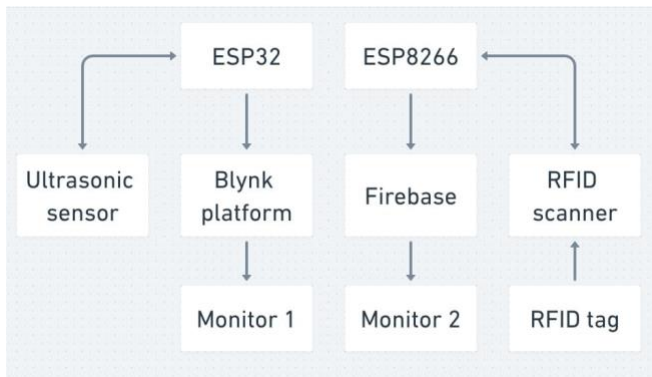 ESP32
ESP8266
Ultrasonic
sensor
Blynk
platform
Firebase
RFID
scanner
Monitor 1
Monitor 2
RFID tag